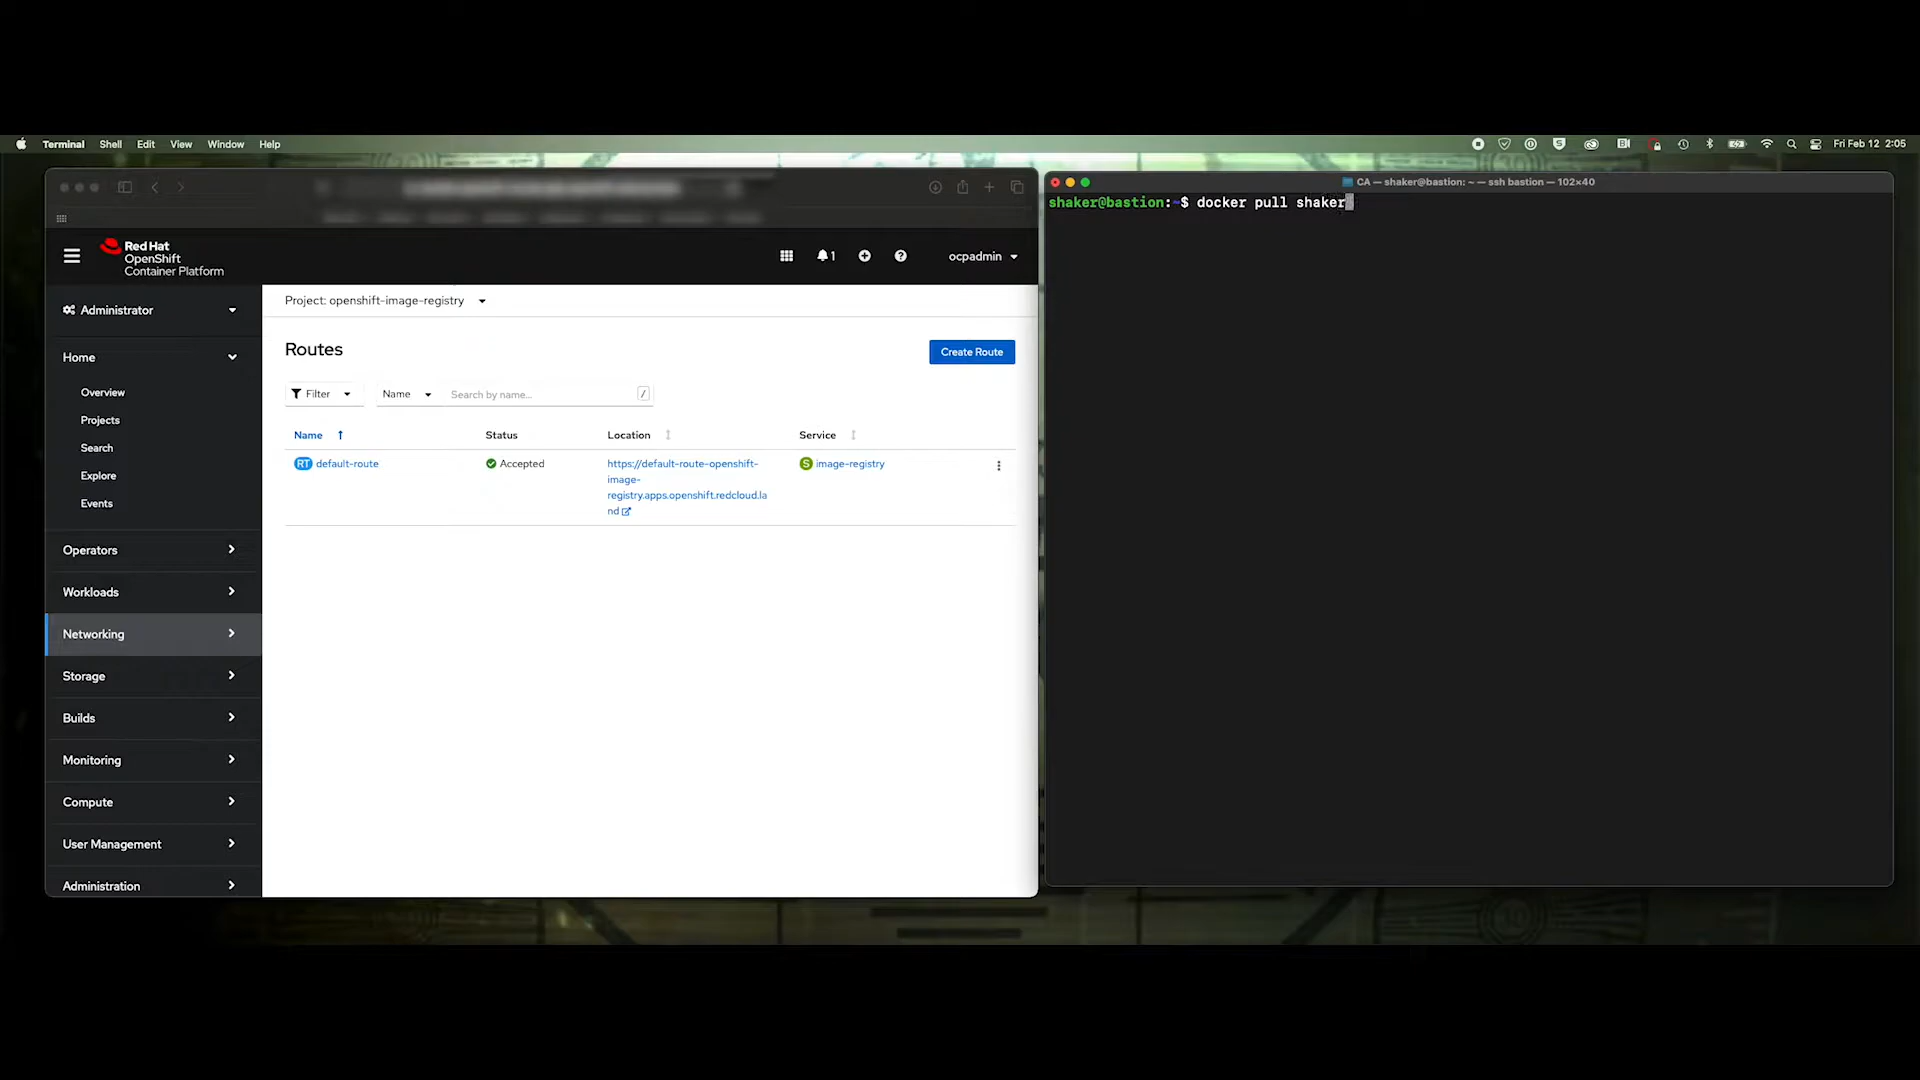 Terminal Shell Edit View Window Help
Fri Feb 12 2:05
Red Hat
OpenShift
Container Platform
1
ocpadmin
Administrator
Home
Overview
Projects
Search
Explore
Events
Operators
Workloads
Networking
Storage
Builds
Monitoring
Compute
User Management
Administration
Project: openshift-image-registry
Routes
Create Route
Filter
Name
Search by name...
/
Name Status Location Service
RT default-route
Accepted
https://default-route-openshift-
image-
registry.apps.openshift.redcloud.la
nd
S image-registry
CA — shaker@bastion: ~ — ssh bastion — 102×40
shaker@bastion:~$ docker pull shaker